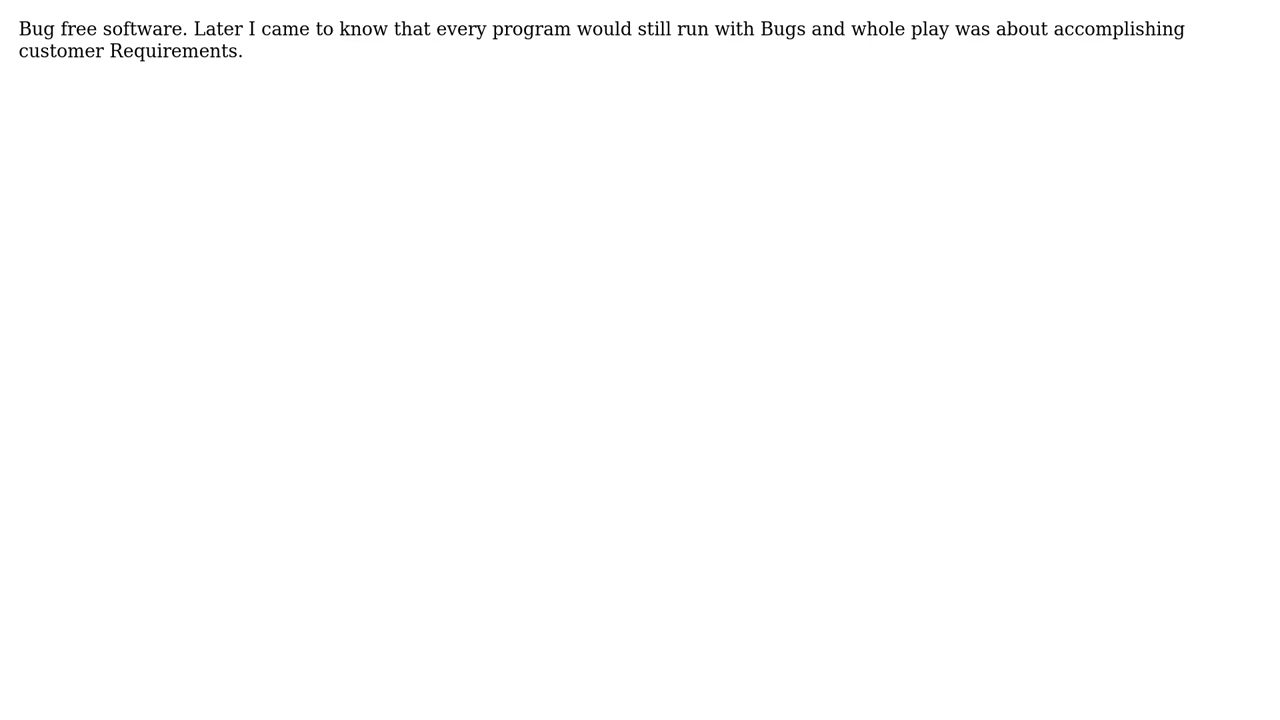 Bug free software. Later I came to know that every program would still run with Bugs and whole play was about accomplishing
customer Requirements.